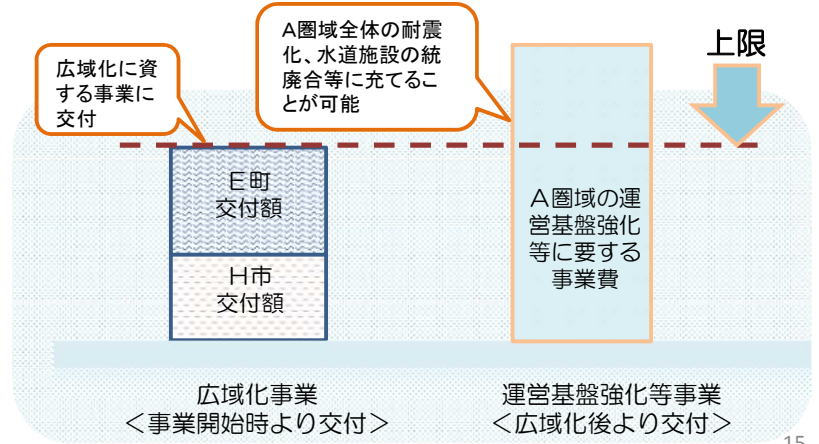 広域化に資
する事業に
交付
A圏域全体の耐震
化、水道施設の統
廃合等に充てるこ
とが可能
上限
E町
交付額
H市
交付額
A圏域の運
営基盤強化
等に要する
事業費
広域化事業
＜事業開始時より交付＞
運営基盤強化等事業
＜広域化後より交付＞
15